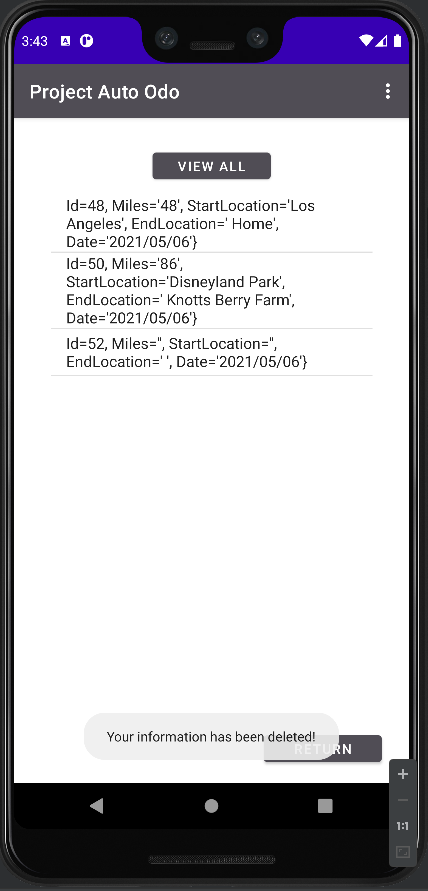 3:43
Project Auto Odo
VIEW ALL
Id=48, Miles='48', StartLocation='Los
Angeles', EndLocation=' Home',
Date='2021/05/06'}
Id=50, Miles='86',
StartLocation='Disneyland Park',
EndLocation=' Knotts Berry Farm',
Date='2021/05/06'}
Id=52, Miles='', StartLocation='',
EndLocation=' ', Date='2021/05/06'}
Your information has been deleted!
RETURN
1:1